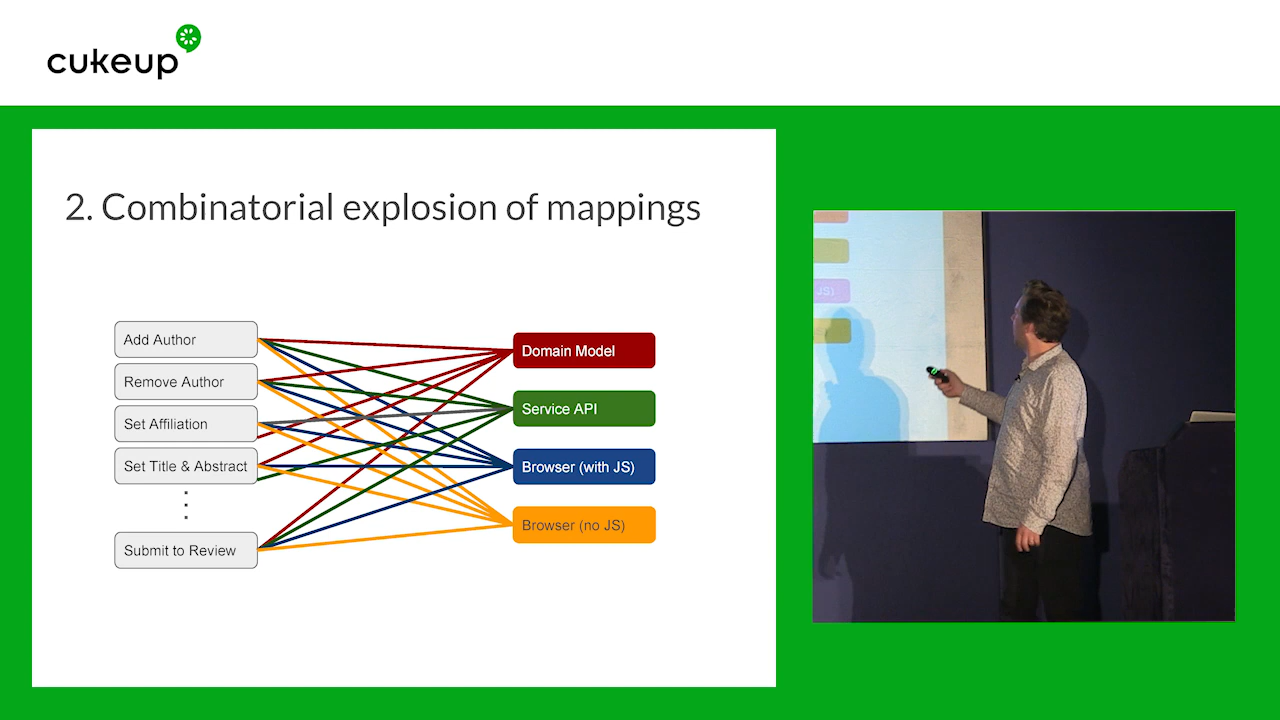 cukeup
2. Combinatorial explosion of mappings
Add Author
Remove Author
Set Affiliation
Set Title & Abstract
Submit to Review
Domain Model
Service API
Browser (with JS)
Browser (no JS)
JS)